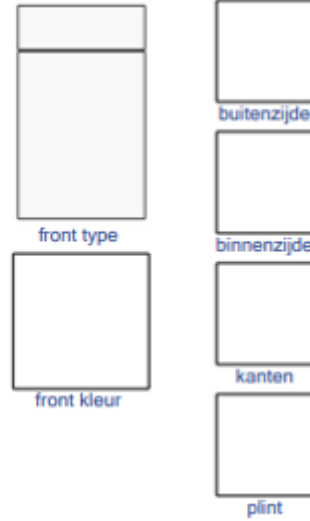 front type
front kleur
buitenzijde
binnenzijde
kanten
plint